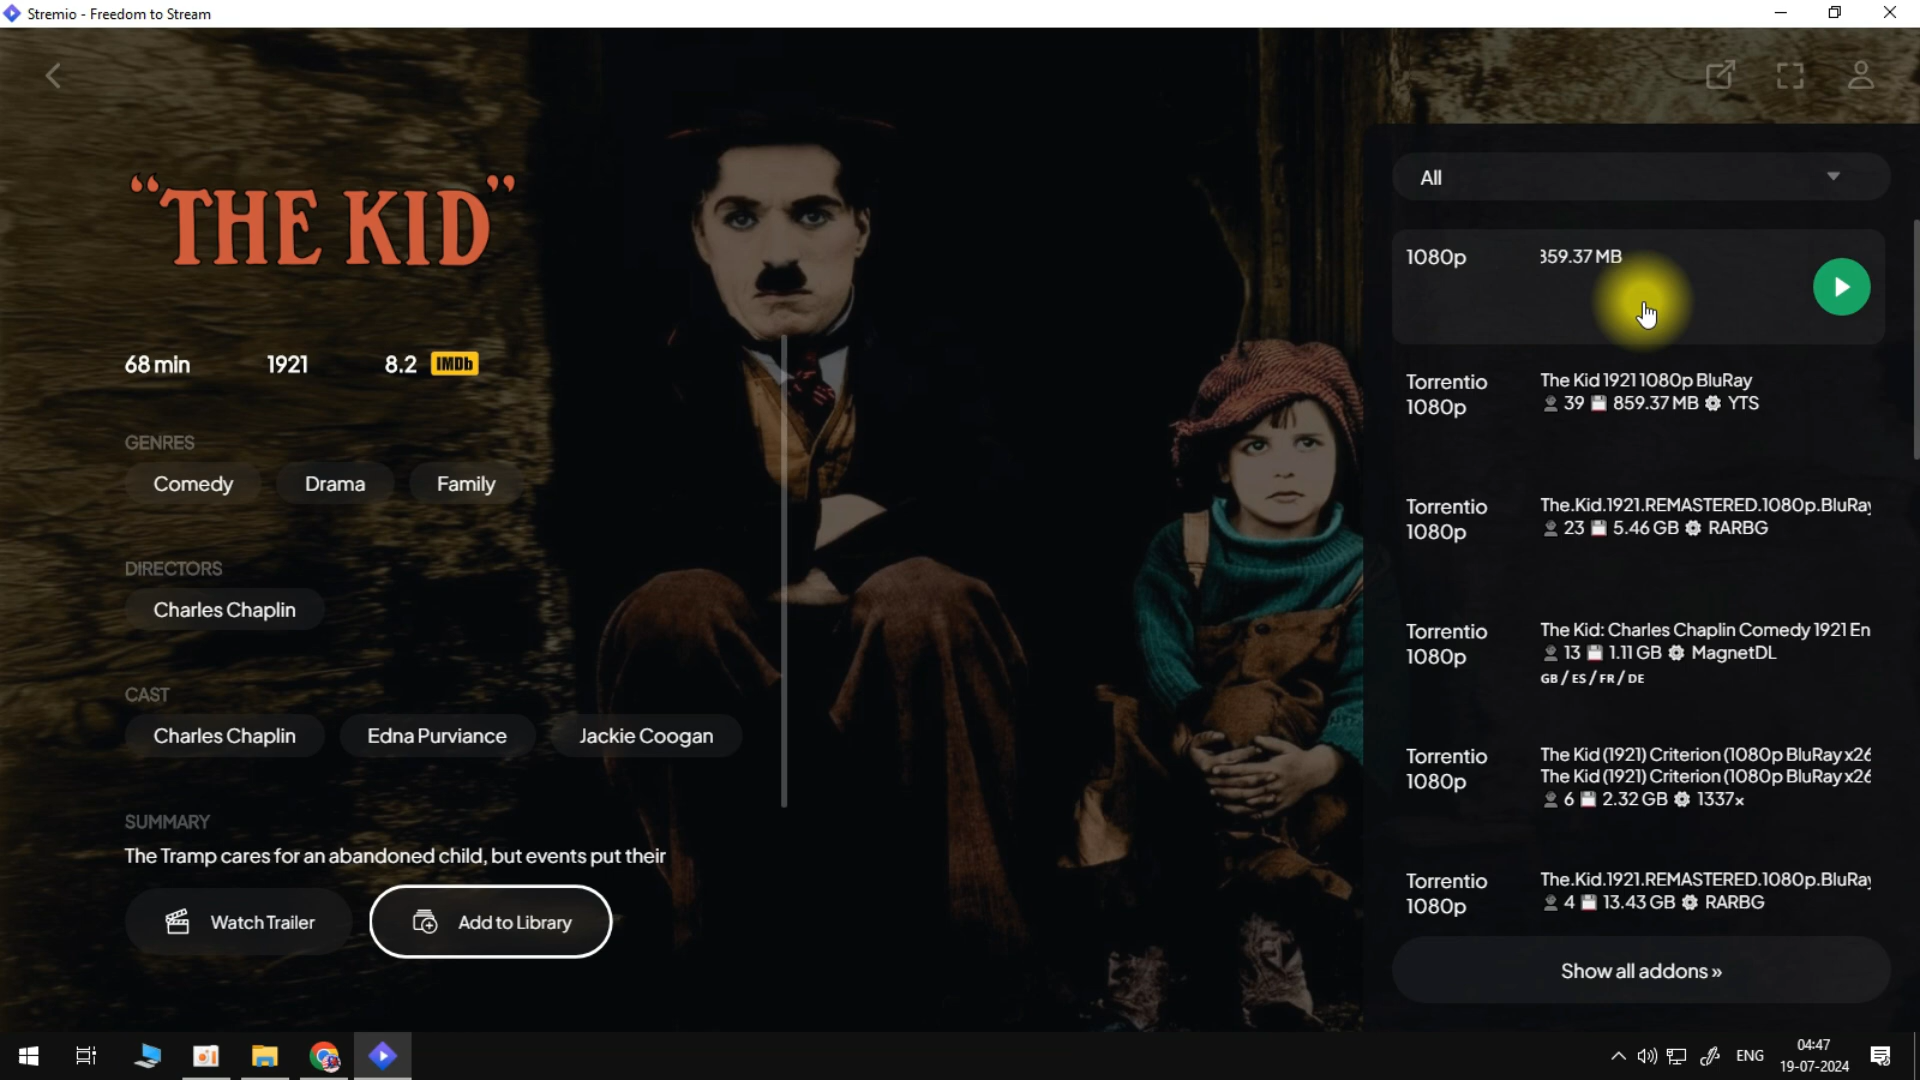 Stremio - Freedom to Stream
“THE KID”
68 min 1921 8.2 IMDb
GENRES
Comedy Drama Family
DIRECTORS
Charles Chaplin
CAST
Charles Chaplin Edna Purviance Jackie Coogan
SUMMARY
The Tramp cares for an abandoned child, but events put their
Watch Trailer Add to Library
All
1080p 859.37 MB
Torrentio
1080p
The Kid 1921 1080p BluRay
39 859.37 MB YTS
Torrentio
1080p
The.Kid.1921.REMASTERED.1080p.BluRay
23 5.46 GB RARBG
Torrentio
1080p
The Kid: Charles Chaplin Comedy 1921 En
13 1.11 GB MagnetDL
GB / ES / FR / DE
Torrentio
1080p
The Kid (1921) Criterion (1080p BluRay x26
The Kid (1921) Criterion (1080p BluRay x26
6 2.32 GB 1337x
Torrentio
1080p
The.Kid.1921.REMASTERED.1080p.BluRay
4 13.43 GB RARBG
Show all addons »
ENG
04:47
19-07-2024